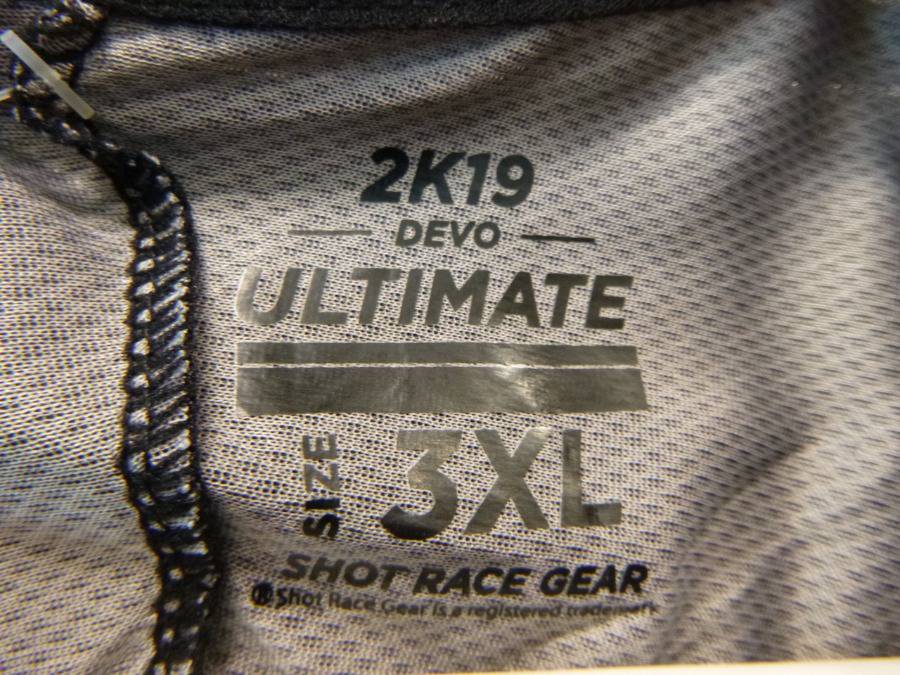 2K19
DEVO
ULTIMATE
SIZE 3XL
SHOT RACE GEAR
® Shot Race Gear is a registered trademark